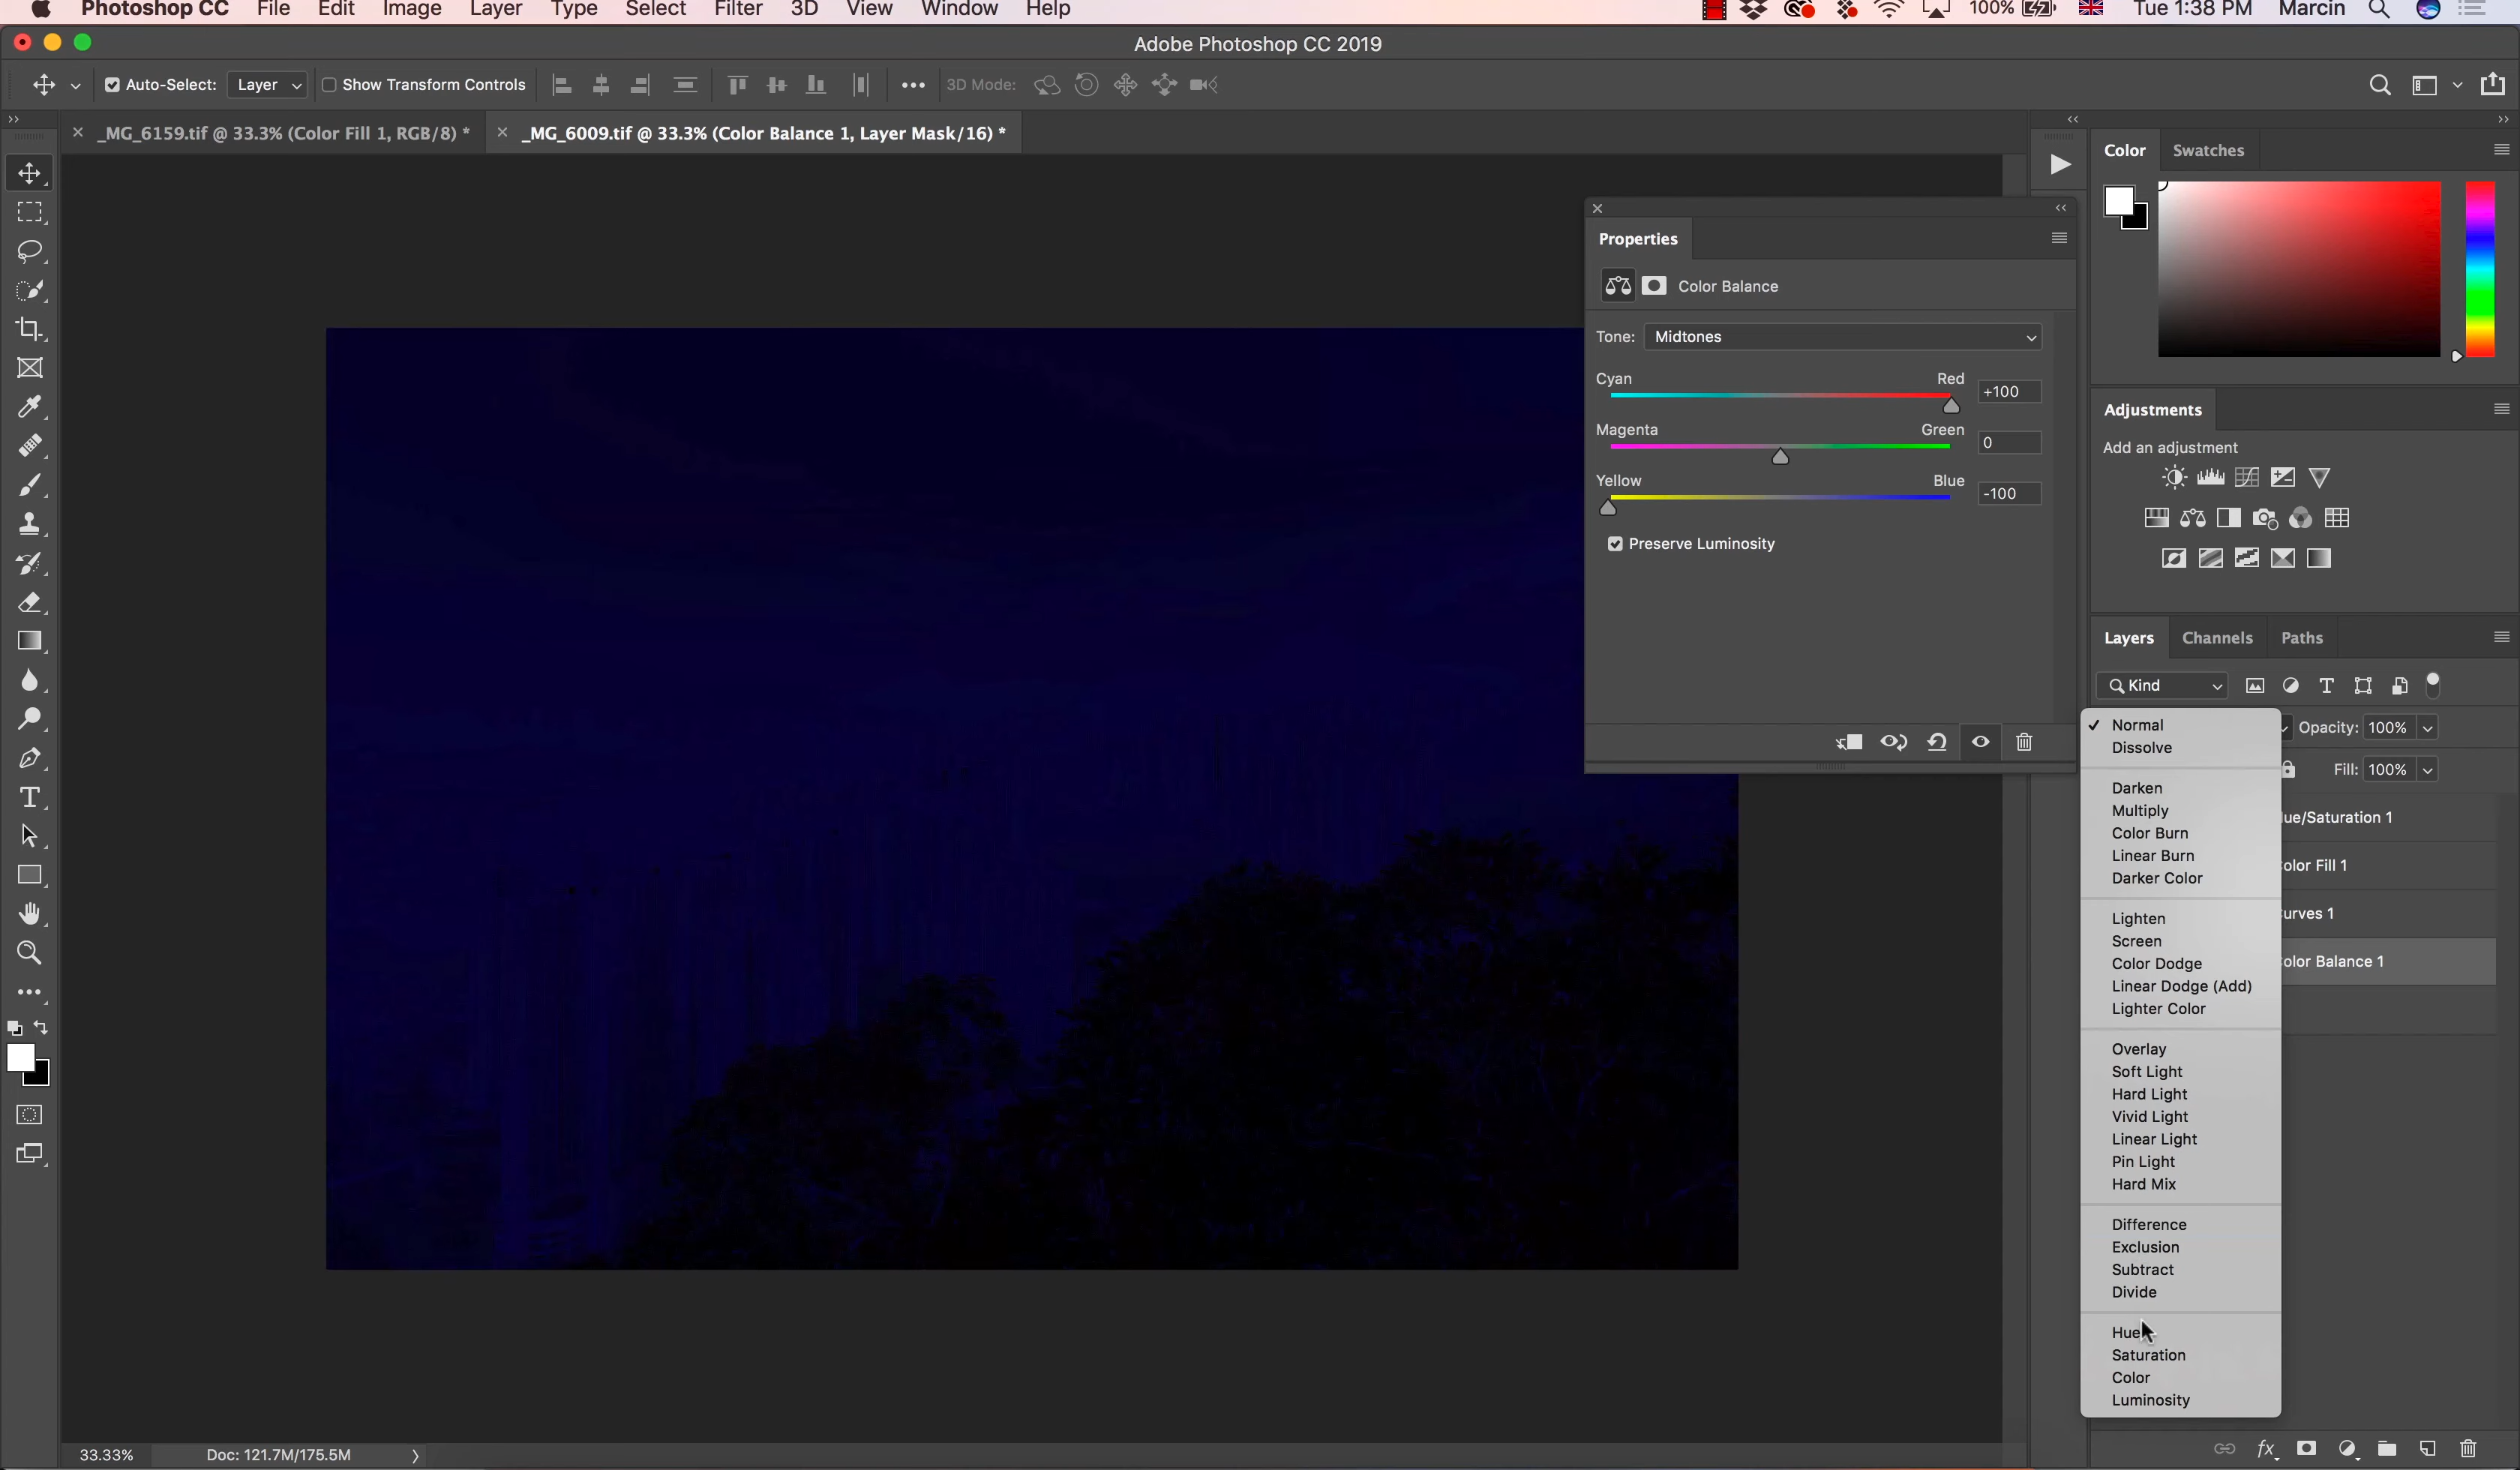 Photoshop CC File Edit Image Layer Type Select Filter 3D View Window Help 100% Tue 1:38 PM Marcin
Adobe Photoshop CC 2019
Auto-Select: Layer Show Transform Controls 3D Mode:
_MG_6159.tif @ 33.3% (Color Fill 1, RGB/8) * _MG_6009.tif @ 33.3% (Color Balance 1, Layer Mask/16) *
Color Swatches
Properties
Color Balance
Tone: Midtones
Cyan Red +100
Magenta Green 0
Yellow Blue -100
Preserve Luminosity
Adjustments
Add an adjustment
Layers Channels Paths
Kind
Opacity: 100%
Fill: 100%
ue/Saturation 1
olor Fill 1
urves 1
olor Balance 1
Normal
Dissolve
Darken
Multiply
Color Burn
Linear Burn
Darker Color
Lighten
Screen
Color Dodge
Linear Dodge (Add)
Lighter Color
Overlay
Soft Light
Hard Light
Vivid Light
Linear Light
Pin Light
Hard Mix
Difference
Exclusion
Subtract
Divide
Hue
Saturation
Color
Luminosity
33.33% Doc: 121.7M/175.5M
fx